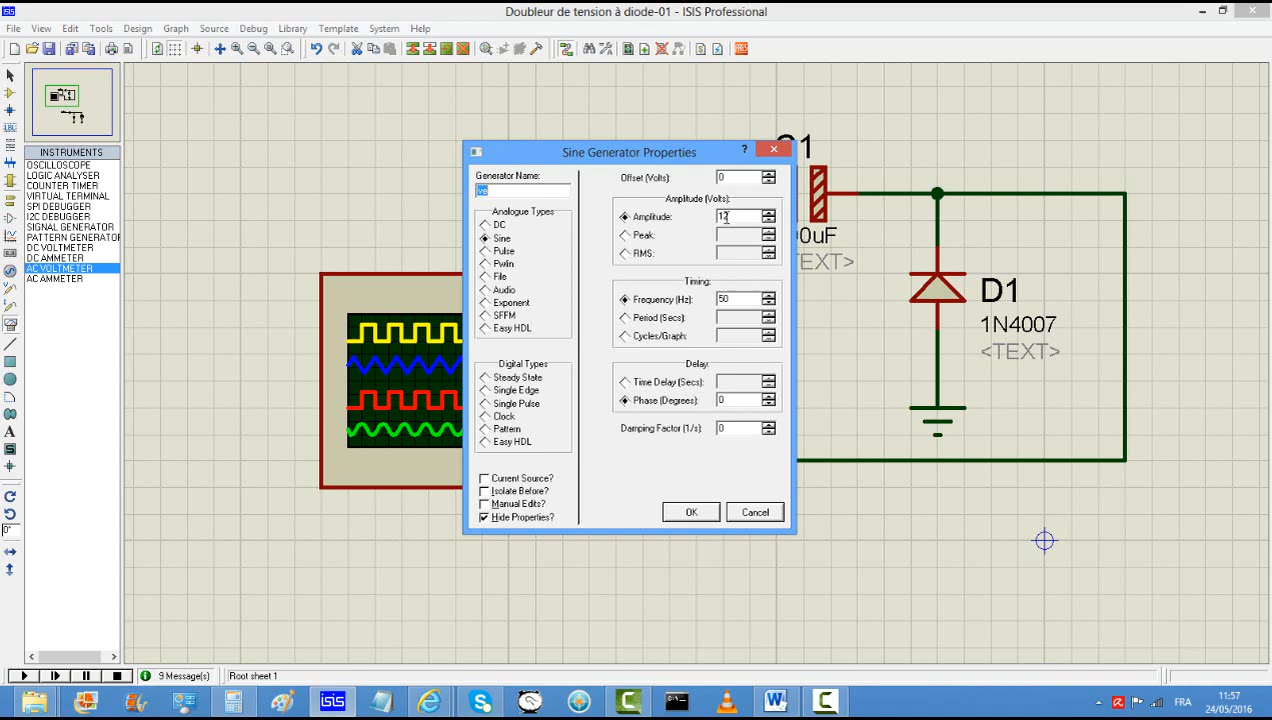 Doubleur de tension à diode-01 - ISIS Professional
File View Edit Tools Design Graph Source Debug Library Template System Help
INSTRUMENTS
OSCILLOSCOPE
LOGIC ANALYSER
COUNTER TIMER
VIRTUAL TERMINAL
SPI DEBUGGER
I2C DEBUGGER
SIGNAL GENERATOR
PATTERN GENERATOR
DC VOLTMETER
DC AMMETER
AC VOLTMETER
AC AMMETER
Sine Generator Properties
Generator Name:
ve
Analogue Types
DC
Sine
Pulse
Pwlin
File
Audio
Exponent
SFFM
Easy HDL
Digital Types
Steady State
Single Edge
Single Pulse
Clock
Pattern
Easy HDL
Current Source?
Isolate Before?
Manual Edits?
Hide Properties?
Offset (Volts): 0
Amplitude (Volts):
Amplitude: 12
Peak:
RMS:
Timing:
Frequency (Hz): 50
Period (Secs):
Cycles/Graph:
Delay:
Time Delay (Secs):
Phase (Degrees): 0
Damping Factor (1/s): 0
OK Cancel
1
0uF
TEXT>
D1
1N4007
<TEXT>
0°
9 Message(s) Root sheet 1
isis
FR
11:57
24/05/2016